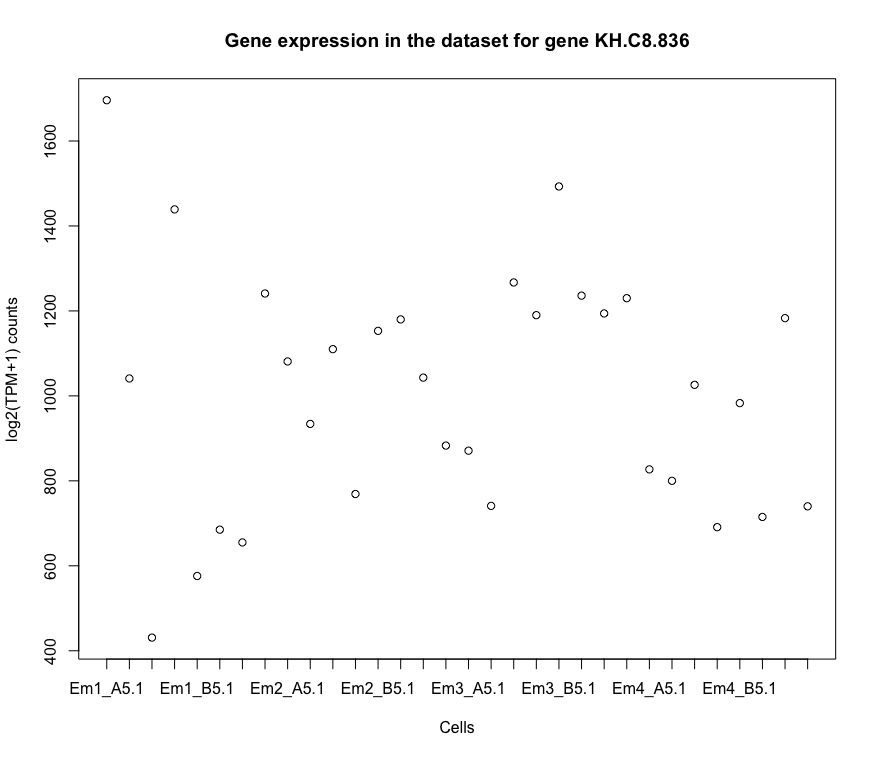 Gene expression in the dataset for gene KH.C8.836
log2(TPM+1) counts
1600
1400
1200
1000
800
600
400
Em1_A5.1 Em1_B5.1 Em2_A5.1 Em2_B5.1 Em3_A5.1 Em3_B5.1 Em4_A5.1 Em4_B5.1
Cells